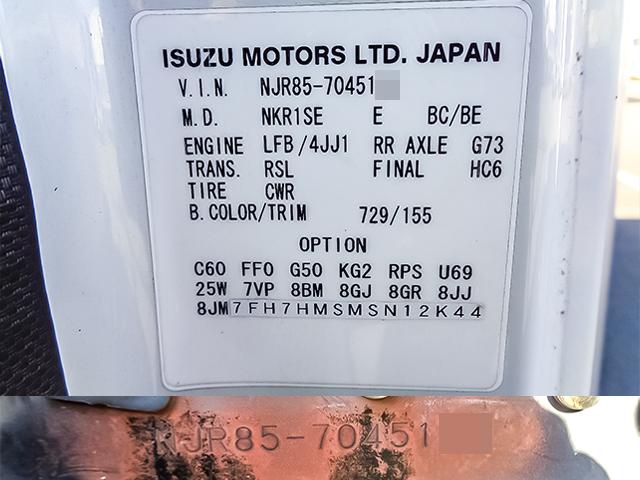 ISUZU MOTORS LTD. JAPAN
V.I.N. NJR85-70451
M.D. NKR1SE E BC/BE
ENGINE LFB/4JJ1 RR AXLE G73
TRANS. RSL FINAL HC6
TIRE CWR
B.COLOR/TRIM 729/155
OPTION
C60 FF0 G50 KG2 RPS U69
25W 7VP 8BM 8GJ 8GR 8JJ
8JM7FH7HMSMSN12K44
NJR85-70451